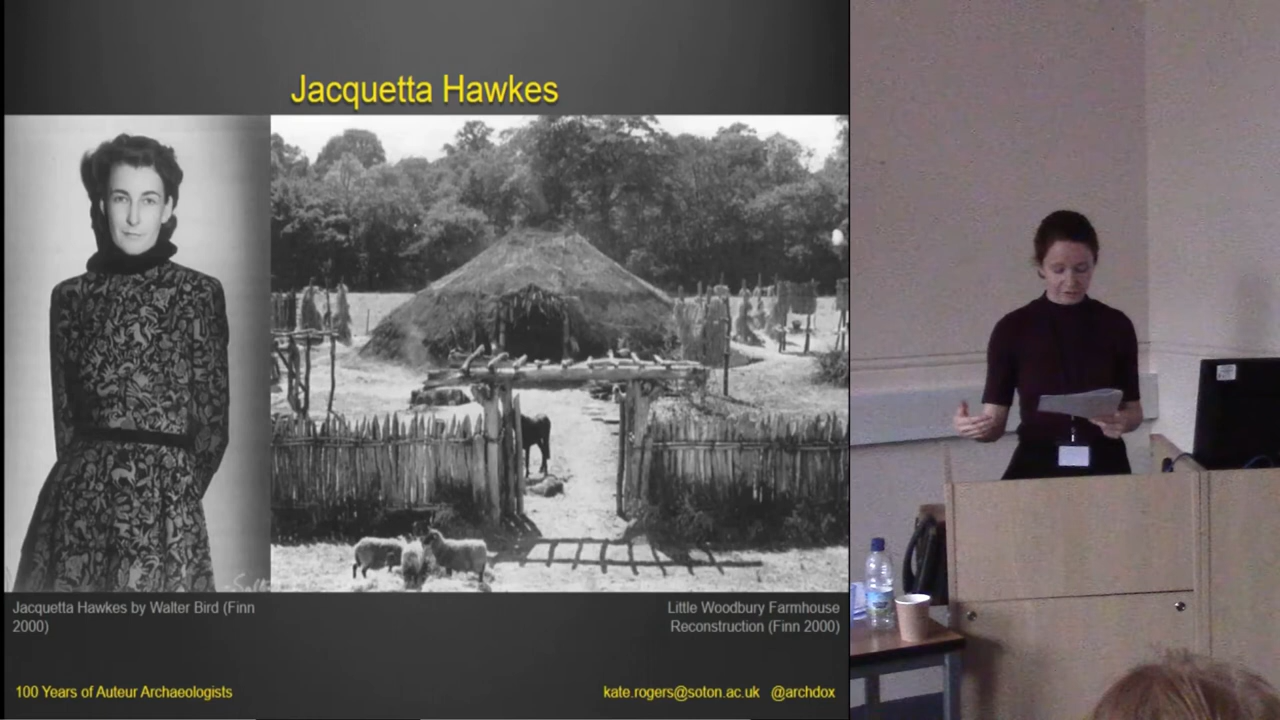 Jacquetta Hawkes
Jacquetta Hawkes by Walter Bird (Finn
2000)
Little Woodbury Farmhouse
Reconstruction (Finn 2000)
100 Years of Auteur Archaeologists
kate.rogers@soton.ac.uk @archdox